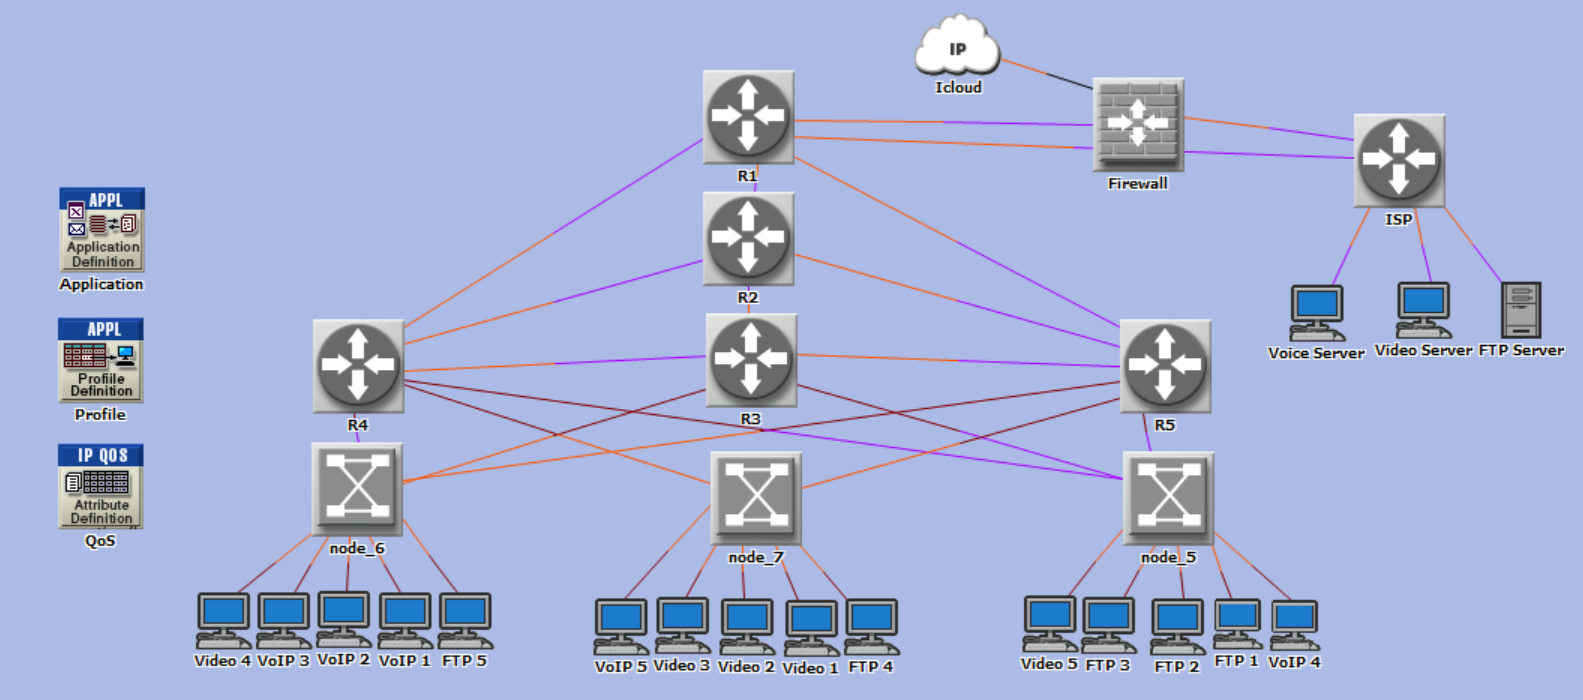 IP
Icloud
R1
Firewall
ISP
APPL
Application
Definition
Application
R2
Voice Server
Video Server
FTP Server
APPL
Profiile
Definition
Profile
R4
R3
R5
IP QOS
Attribute
Definition
QoS
node_6
node_7
node_5
Video 4
VoIP 3
VoIP 2
VoIP 1
FTP 5
VoIP 5
Video 3
Video 2
Video 1
FTP 4
Video 5
FTP 3
FTP 2
FTP 1
VoIP 4